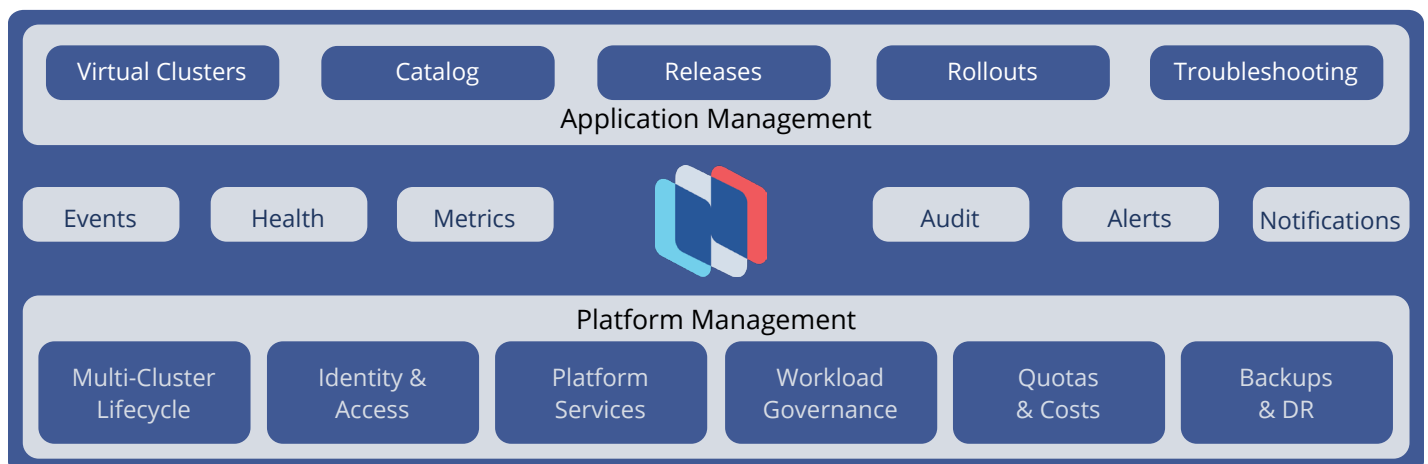 Virtual Clusters
Catalog
Releases
Rollouts
Troubleshooting
Application Management
Events
Health
Metrics
Audit
Alerts
Notifications
Platform Management
Multi-Cluster
Lifecycle
Identity &
Access
Platform
Services
Workload
Governance
Quotas
& Costs
Backups
& DR